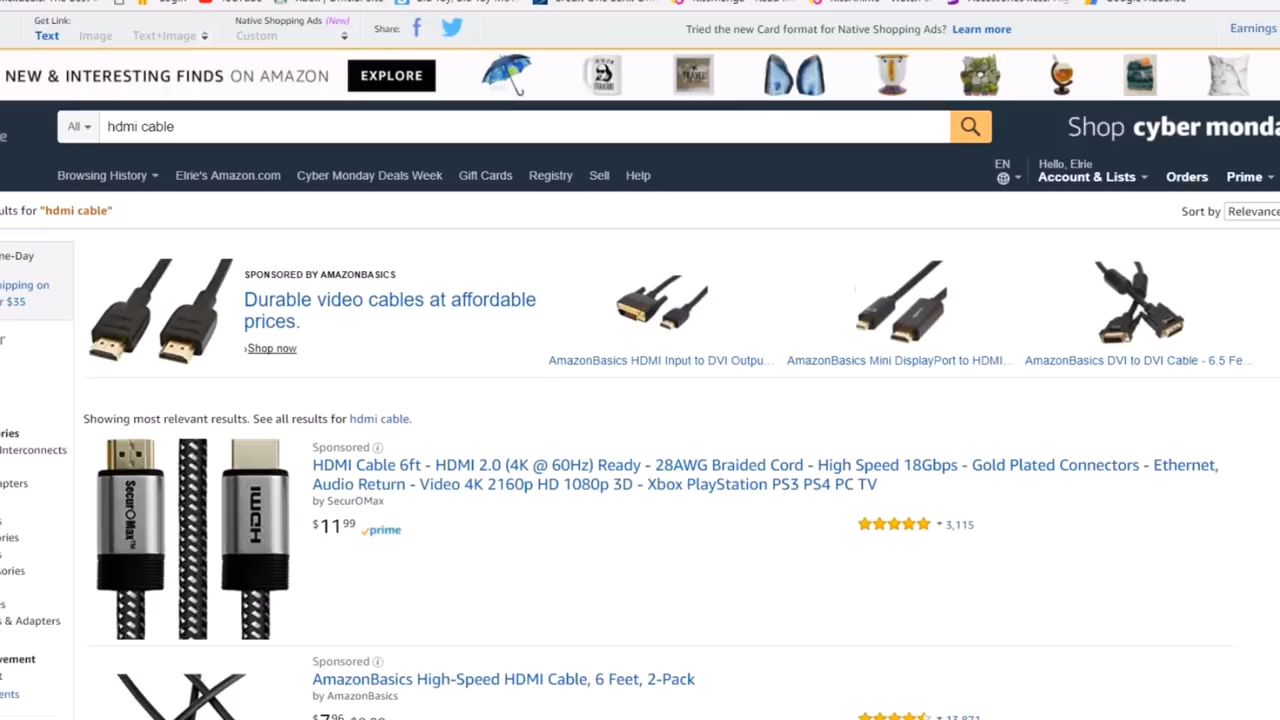 Get Link:
Text
Image
Text+Image
Native Shopping Ads (New)
Custom
Share:
Tried the new Card format for Native Shopping Ads? Learn more
Earnings
NEW & INTERESTING FINDS ON AMAZON
EXPLORE
All
hdmi cable
Shop cyber monda
Browsing History
Elrie's Amazon.com
Cyber Monday Deals Week
Gift Cards
Registry
Sell
Help
EN
Hello, Elrie
Account & Lists
Orders
Prime
ults for "hdmi cable"
Sort by
Relevance
me-Day
ipping on
r $35
SPONSORED BY AMAZONBASICS
Durable video cables at affordable
prices.
›Shop now
AmazonBasics HDMI Input to DVI Outpu...
AmazonBasics Mini DisplayPort to HDMI...
AmazonBasics DVI to DVI Cable - 6.5 Fe...
Showing most relevant results. See all results for hdmi cable.
ries
Interconnects
apters
ories
sories
s & Adapters
vement
ents
SecurOMax™
HDMI
Sponsored
HDMI Cable 6ft - HDMI 2.0 (4K @ 60Hz) Ready - 28AWG Braided Cord - High Speed 18Gbps - Gold Plated Connectors - Ethernet,
Audio Return - Video 4K 2160p HD 1080p 3D - Xbox PlayStation PS3 PS4 PC TV
by SecurOMax
$11 99 prime
3,115
Sponsored
AmazonBasics High-Speed HDMI Cable, 6 Feet, 2-Pack
by AmazonBasics